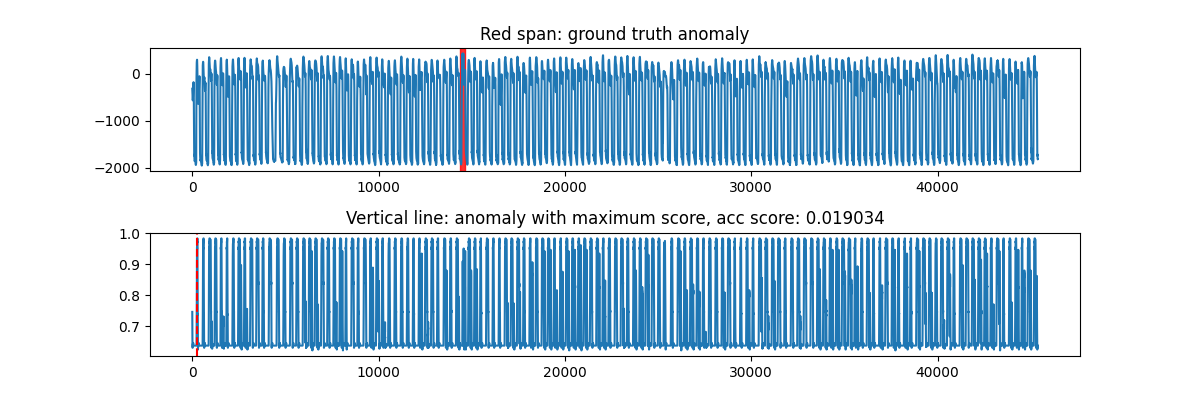 Red span: ground truth anomaly
0
−1000
−2000
0 10000 20000 30000 40000
Vertical line: anomaly with maximum score, acc score: 0.019034
1.0
0.9
0.8
0.7
0 10000 20000 30000 40000